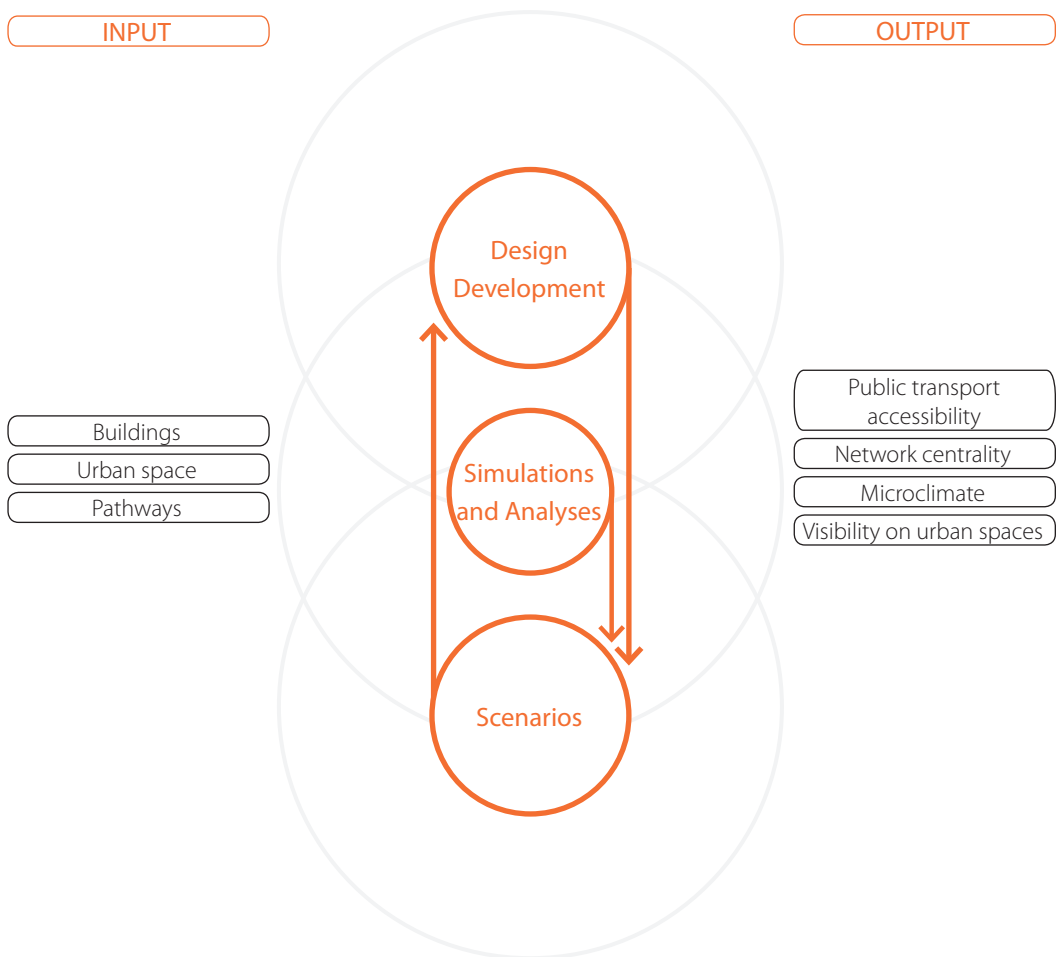 INPUT
OUTPUT
Design
Development
Buildings
Urban space
Pathways
Simulations
and Analyses
Public transport
accessibility
Network centrality
Microclimate
Visibility on urban spaces
Scenarios